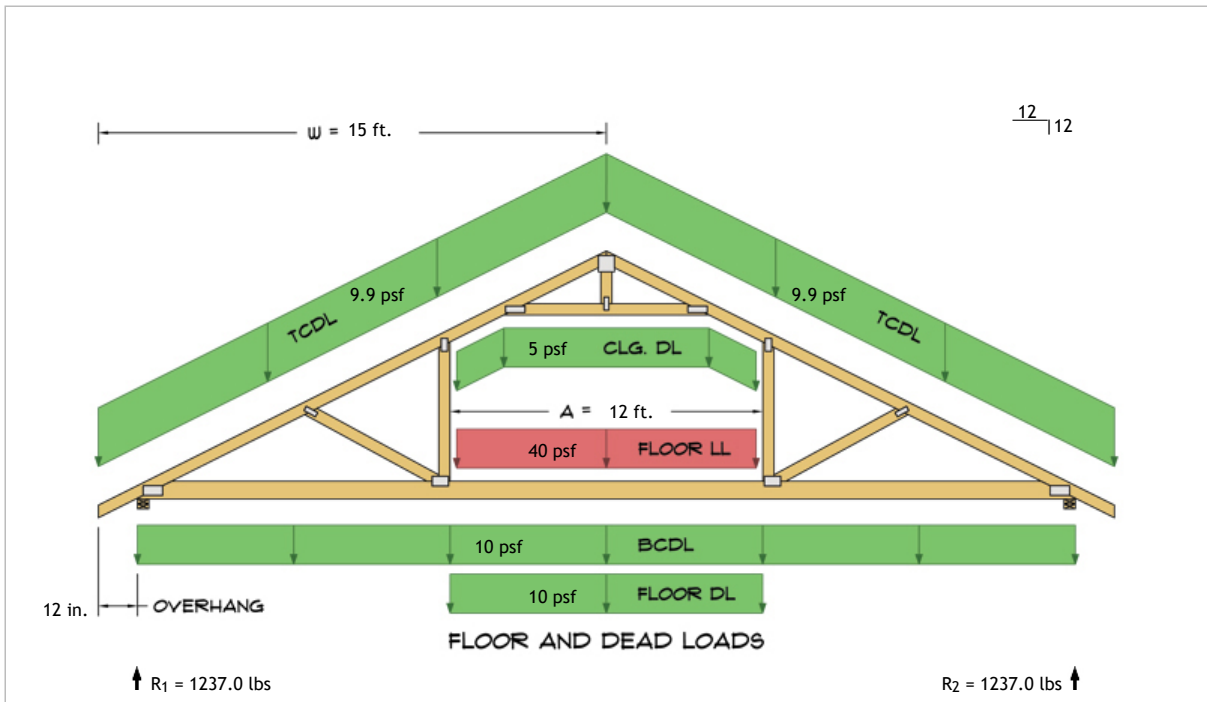 12
12
W = 15 ft.
9.9 psf
9.9 psf
TCDL
TCDL
5 psf CLG. DL
A = 12 ft.
40 psf FLOOR LL
10 psf BCDL
10 psf FLOOR DL
12 in. OVERHANG
FLOOR AND DEAD LOADS
R1 = 1237.0 lbs
R2 = 1237.0 lbs